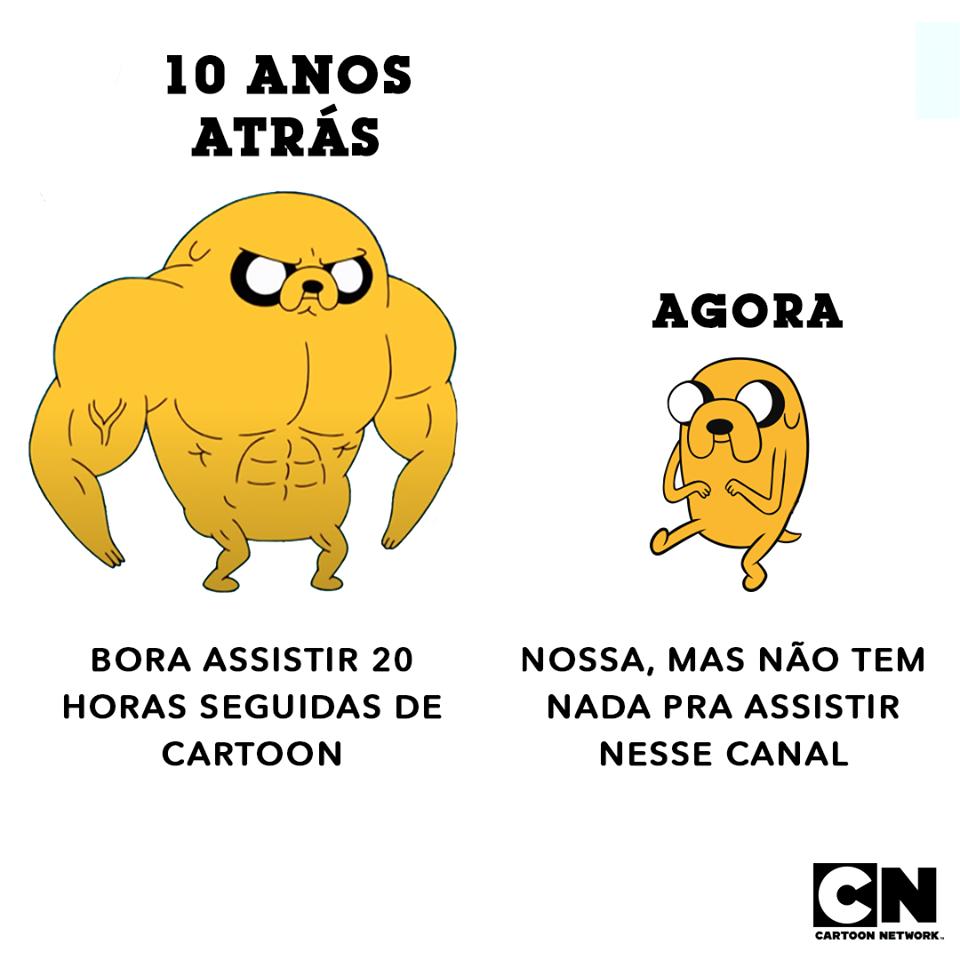 10 ANOS
ATRÁS
AGORA
BORA ASSISTIR 20
HORAS SEGUIDAS DE
CARTOON
NOSSA, MAS NÃO TEM
NADA PRA ASSISTIR
NESSE CANAL
CN
CARTOON NETWORK™